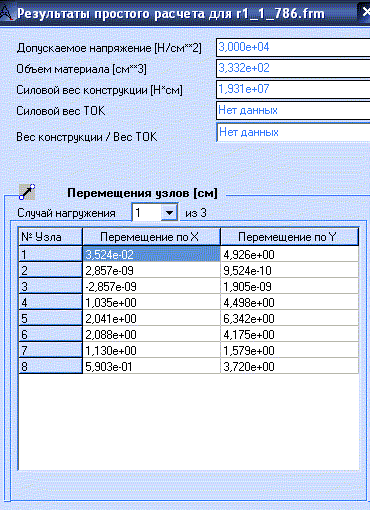 Результаты простого расчета для r1_1_786.frm
Допускаемое напряжение [Н/см**2] 3,000e+04
Объем материала [см**3] 3,332e+02
Силовой вес конструкции [Н*см] 1,931e+07
Силовой вес ТОК Нет данных
Вес конструкции / Вес ТОК Нет данных
Перемещения узлов [см]
Случай нагружения 1 из 3
№ Узла Перемещение по X Перемещение по Y
1 3,524e-02 4,926e+00
2 2,857e-09 9,524e-10
3 -2,857e-09 1,905e-09
4 1,035e+00 4,498e+00
5 2,041e+00 6,342e+00
6 2,088e+00 4,175e+00
7 1,130e+00 1,579e+00
8 5,903e-01 3,720e+00